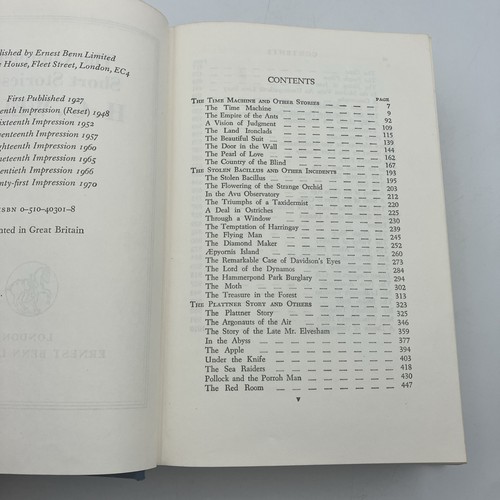 blished by Ernest Benn Limited
House, Fleet Street, London, EC4
First Published 1927
enth Impression (Reset) 1948
ixteenth Impression 1952
venteenth Impression 1957
ighteenth Impression 1960
ineteenth Impression 1965
entieth Impression 1966
nty-first Impression 1970
ISBN 0-510-40301-8
nted in Great Britain
CONTENTS
PAGE
The Time Machine and Other Stories 7
The Time Machine 9
The Empire of the Ants 92
A Vision of Judgment 109
The Land Ironclads 115
The Beautiful Suit 139
The Door in the Wall 144
The Pearl of Love 162
The Country of the Blind 167
The Stolen Bacillus and Other Incidents 193
The Stolen Bacillus 195
The Flowering of the Strange Orchid 203
In the Avu Observatory 212
The Triumphs of a Taxidermist 220
A Deal in Ostriches 225
Through a Window 230
The Temptation of Harringay 239
The Flying Man 245
The Diamond Maker 252
Æpyornis Island 260
The Remarkable Case of Davidson's Eyes 273
The Lord of the Dynamos 284
The Hammerpond Park Burglary 294
The Moth 302
The Treasure in the Forest 313
The Plattner Story and Others 323
The Plattner Story 325
The Argonauts of the Air 346
The Story of the Late Mr. Elvesham 359
In the Abyss 377
The Apple 394
Under the Knife 403
The Sea Raiders 418
Pollock and the Porroh Man 430
The Red Room 447
v